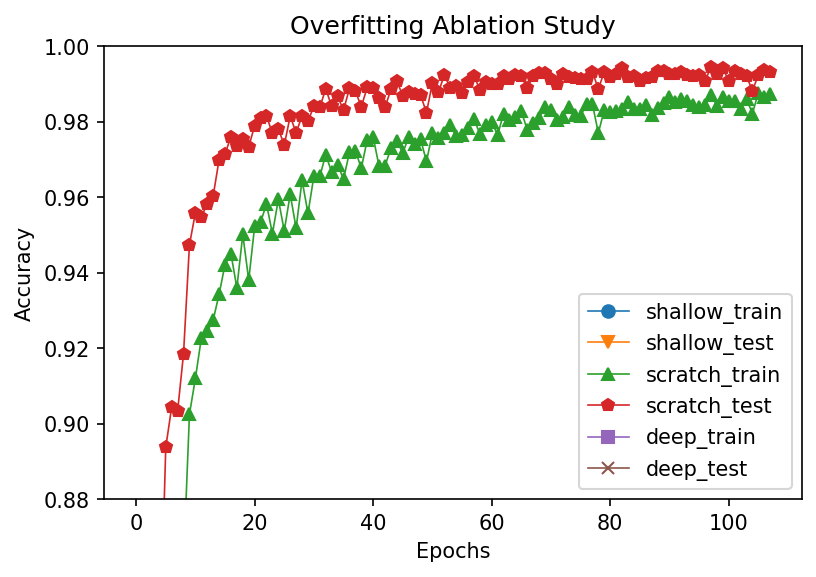 Overfitting Ablation Study
1.00
0.98
0.96
0.94
0.92
0.90
0.88
Accuracy
0 20 40 60 80 100
Epochs
shallow_train
shallow_test
scratch_train
scratch_test
deep_train
deep_test